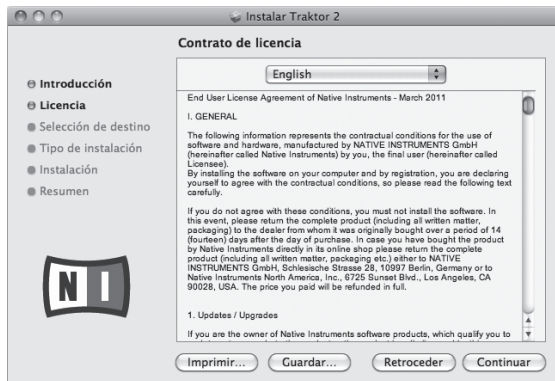 Instalar Traktor 2
Contrato de licencia
Introducción
Licencia
Selección de destino
Tipo de instalación
Instalación
Resumen
English
End User License Agreement of Native Instruments - March 2011
I. GENERAL
The following information represents the contractual conditions for the use of
software and hardware, manufactured by NATIVE INSTRUMENTS GmbH
(hereinafter called Native Instruments) by you, the final user (hereinafter called
Licensee).
By installing the software on your computer and by registration, you are declaring
yourself to agree with the contractual conditions, so please read the following text
carefully.
If you do not agree with these conditions, you must not install the software. In
this event, please return the complete product (including all written matter,
packaging) to the dealer from whom it was originally bought over a period of 14
(fourteen) days after the day of purchase. In case you have bought the product
by Native Instruments directly in its online shop please return the complete
product (including all written matter, packaging etc.) either to NATIVE
INSTRUMENTS GmbH, Schlesische Strasse 28, 10997 Berlin, Germany or to
Native Instruments North America, Inc., 6725 Sunset Blvd., Los Angeles, CA
90028, USA. The price you paid will be refunded in full.
1. Updates / Upgrades
If you are the owner of Native Instruments software products, which qualify you to
NI
Imprimir...
Guardar...
Retroceder
Continuar